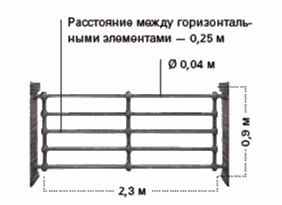 Расстояние между горизонталь-
ными элементами — 0,25 м
Ø 0,04 м
0,9 м
2,3 м